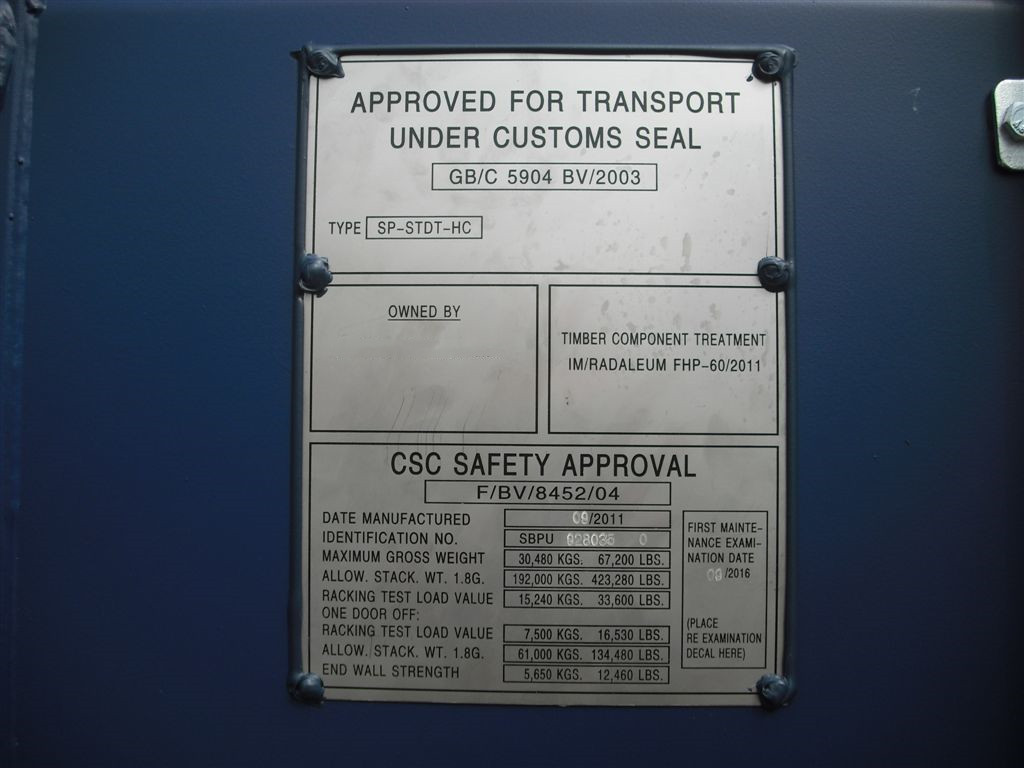 APPROVED FOR TRANSPORT
UNDER CUSTOMS SEAL
GB/C 5904 BV/2003
TYPE SP-STDT-HC
OWNED BY
TIMBER COMPONENT TREATMENT
IM/RADALEUM FHP-60/2011
CSC SAFETY APPROVAL
F/BV/8452/04
DATE MANUFACTURED 09/2011
IDENTIFICATION NO. SBPU 928035 0
MAXIMUM GROSS WEIGHT 30,480 KGS. 67,200 LBS.
ALLOW. STACK. WT. 1.8G. 192,000 KGS. 423,280 LBS.
RACKING TEST LOAD VALUE 15,240 KGS. 33,600 LBS.
ONE DOOR OFF:
RACKING TEST LOAD VALUE 7,500 KGS. 16,530 LBS.
ALLOW. STACK. WT. 1.8G. 61,000 KGS. 134,480 LBS.
END WALL STRENGTH 5,650 KGS. 12,460 LBS.
FIRST MAINTE-
NANCE EXAMI-
NATION DATE
09/2016
(PLACE
RE EXAMINATION
DECAL HERE)